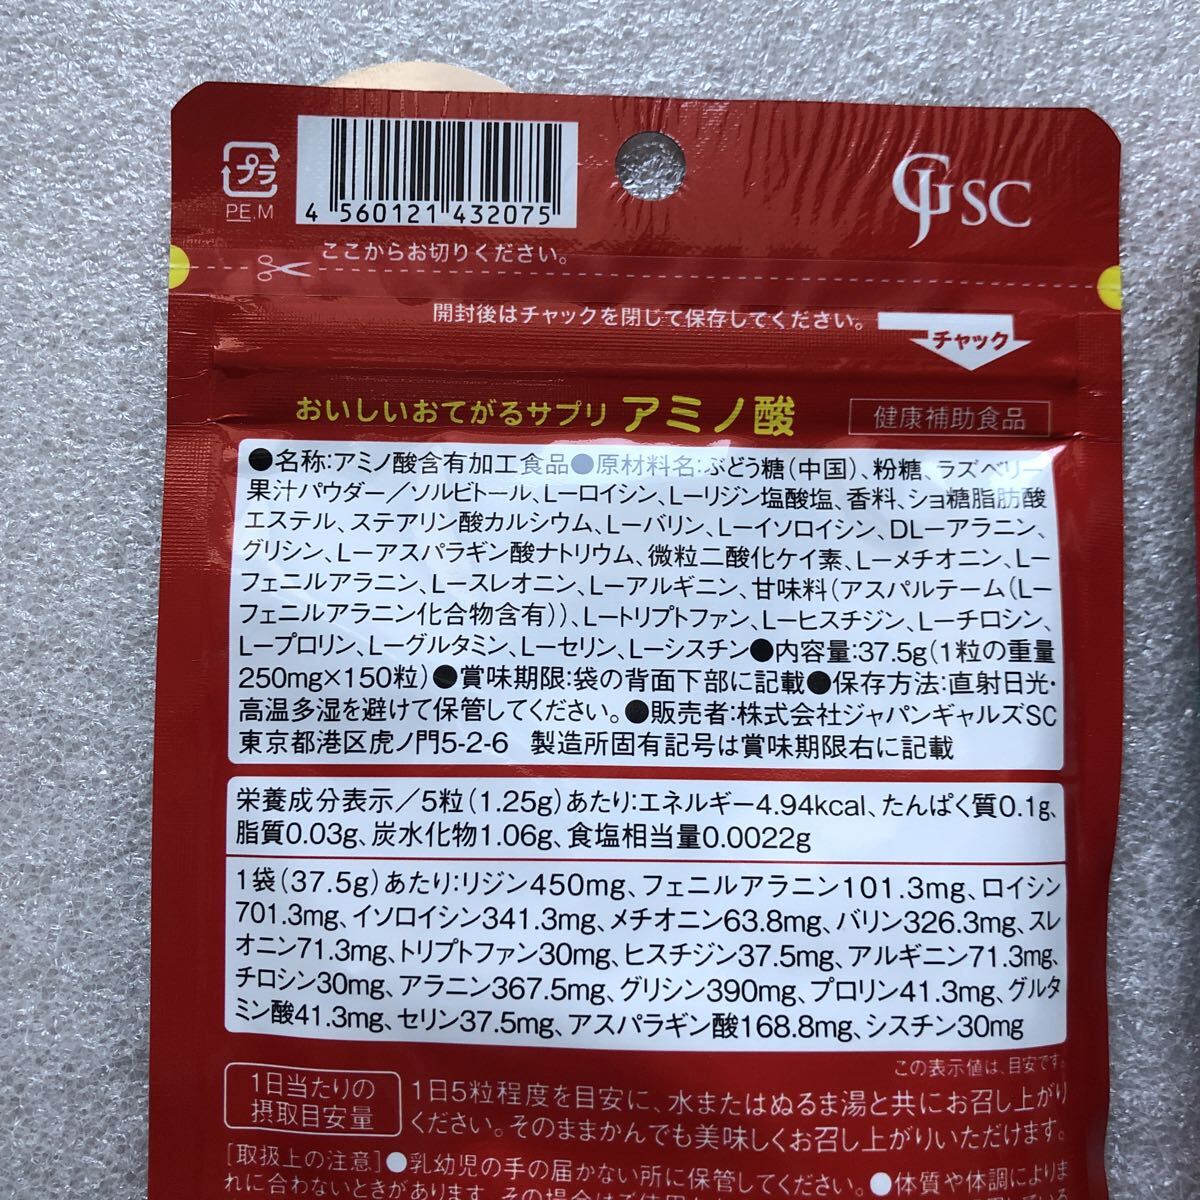 プラ
PE,M
4 560121 432075
GJSC
ここからお切りください。
開封後はチャックを閉じて保存してください。
チャック
おいしいおてがるサプリ アミノ酸 健康補助食品
●名称:アミノ酸含有加工食品●原材料名:ぶどう糖(中国)、粉糖、ラズベリー
果汁パウダー/ソルビトール、L－ロイシン、L－リジン塩酸塩、香料、ショ糖脂肪酸
エステル、ステアリン酸カルシウム、L－バリン、L－イソロイシン、DL－アラニン、
グリシン、L－アスパラギン酸ナトリウム、微粒二酸化ケイ素、L－メチオニン、L－
フェニルアラニン、L－スレオニン、L－アルギニン、甘味料(アスパルテーム(L－
フェニルアラニン化合物含有))、L－トリプトファン、L－ヒスチジン、L－チロシン、
L－プロリン、L－グルタミン、L－セリン、L－シスチン●内容量:37.5g(1粒の重量
250mg×150粒)●賞味期限:袋の背面下部に記載●保存方法:直射日光・
高温多湿を避けて保管してください。●販売者:株式会社ジャパンギャルズSC
東京都港区虎ノ門5-2-6 製造所固有記号は賞味期限右に記載
栄養成分表示/5粒(1.25g)あたり:エネルギー4.94kcal、たんぱく質0.1g、
脂質0.03g、炭水化物1.06g、食塩相当量0.0022g
1袋(37.5g)あたり:リジン450mg、フェニルアラニン101.3mg、ロイシン
701.3mg、イソロイシン341.3mg、メチオニン63.8mg、バリン326.3mg、スレ
オニン71.3mg、トリプトファン30mg、ヒスチジン37.5mg、アルギニン71.3mg、
チロシン30mg、アラニン367.5mg、グリシン390mg、プロリン41.3mg、グルタ
ミン酸41.3mg、セリン37.5mg、アスパラギン酸168.8mg、シスチン30mg
この表示値は、目安です。
1日当たりの
摂取目安量
1日5粒程度を目安に、水またはぬるま湯と共にお召し上がり
ください。そのままかんでも美味しくお召し上がりいただけます。
[取扱上の注意]●乳幼児の手の届かない所に保管してください。●体質や体調によりま
れに合わないときがあります。その場合は